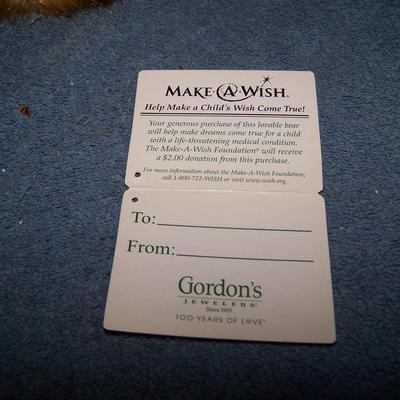 MAKE·A·WISH®
Help Make a Child's Wish Come True!
Your generous purchase of this lovable bear
will help make dreams come true for a child
with a life-threatening medical condition.
The Make-A-Wish Foundation® will receive
a $2.00 donation from this purchase.
For more information about the Make-A-Wish Foundation,
call 1-800-722-WISH or visit www.wish.org.
To:
From:
Gordon's
JEWELERS®
Since 1905
100 YEARS OF LOVE™